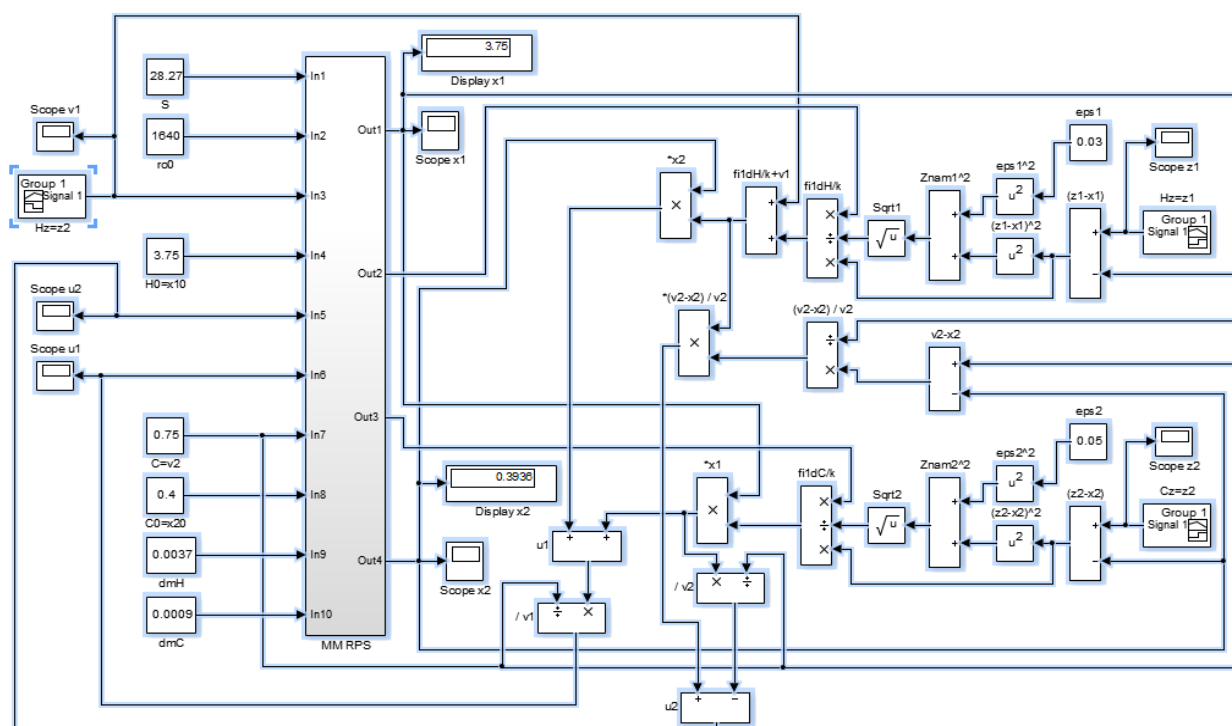 3.75
Display x1
28.27
S
In1
Scope v1
Out1
Scope x1
1640
ro0
In2
Group 1
Signal 1
Hz=z2
In3
3.75
H0=x10
In4
Out2
Scope u2
In5
Scope u1
In6
Out3
0.75
C=v2
In7
0.4
C0=x20
In8
0.3936
Display x2
0.0037
dmH
In9
Out4
Scope x2
0.0009
dmC
In10
MM RPS
*x2
×
fi1dH/k+v1
+
+
fi1dH/k
×
÷
×
Sqrt1
√u
Znam1^2
+
+
eps1^2
u²
(z1-x1)^2
u²
eps1
0.03
(z1-x1)
+
−
Scope z1
Hz=z1
Group 1
Signal 1
*(v2-x2) / v2
×
(v2-x2) / v2
÷
×
v2-x2
+
−
*x1
×
fi1dC/k
×
÷
×
Sqrt2
√u
Znam2^2
+
+
eps2^2
u²
(z2-x2)^2
u²
eps2
0.05
(z2-x2)
+
−
Scope z2
Cz=z2
Group 1
Signal 1
u1
+ +
/ v2
× ÷
/ v1
÷ ×
u2
+ −